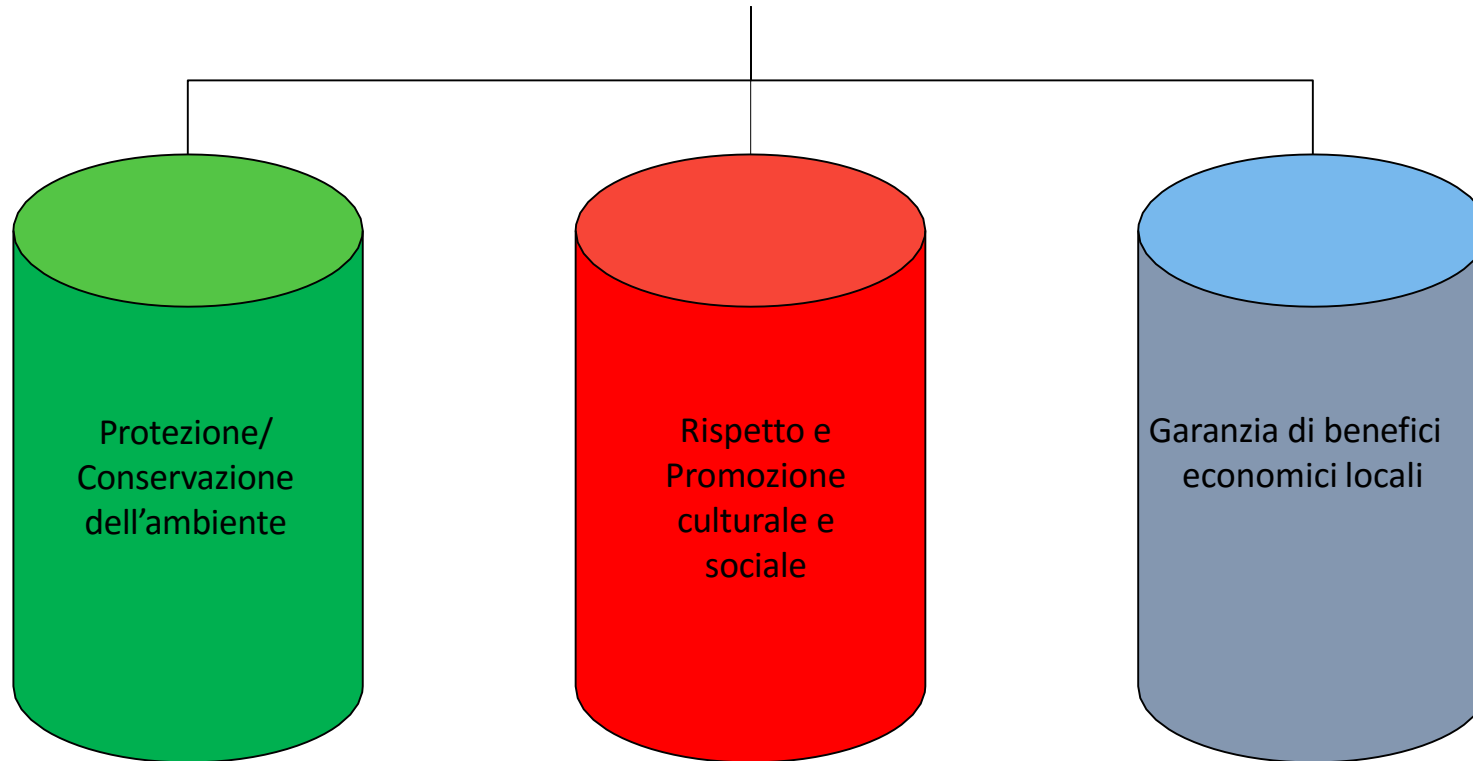 Protezione/
Conservazione
dell’ambiente
Rispetto e
Promozione
culturale e
sociale
Garanzia di benefici
economici locali